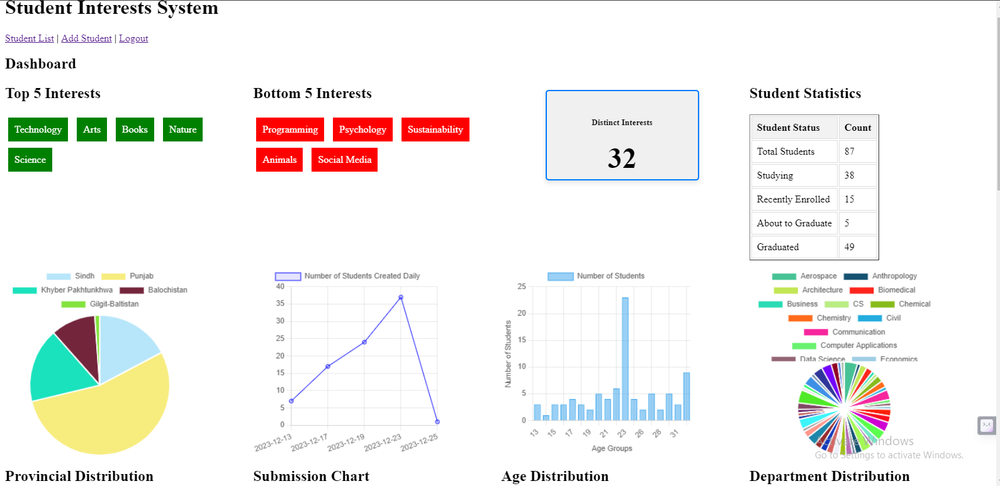 Student Interests System
Student List | Add Student | Logout
Dashboard
Top 5 Interests
Technology Arts Books Nature
Science
Bottom 5 Interests
Programming Psychology Sustainability
Animals Social Media
Distinct Interests
32
Student Statistics
Student Status Count
Total Students 87
Studying 38
Recently Enrolled 15
About to Graduate 5
Graduated 49
Sindh Punjab
Khyber Pakhtunkhwa Balochistan
Gilgit-Baltistan
Provincial Distribution
Number of Students Created Daily
40
35
30
25
20
15
10
5
0
2023-12-13 2023-12-17 2023-12-19 2023-12-23 2023-12-25
Submission Chart
Number of Students
25
20
15
10
5
0
Number of Students
13 15 17 19 21 23 26 28 31
Age Groups
Age Distribution
Aerospace Anthropology
Architecture Biomedical
Business CS Chemical
Chemistry Civil
Communication
Computer Applications
Data Science Economics
Activate Windows
Go to Settings to activate Windows.
Department Distribution